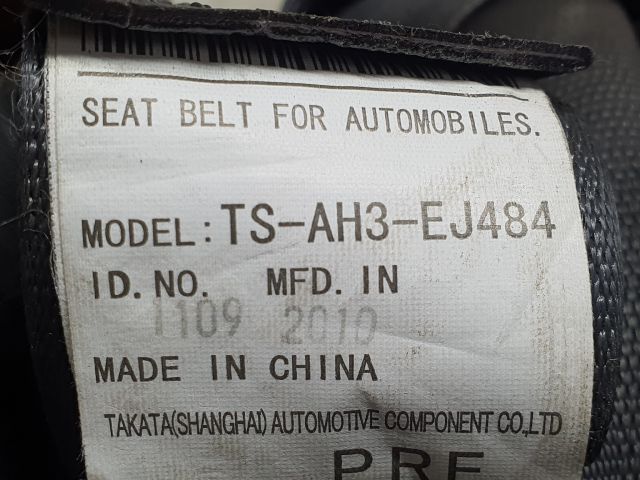 SEAT BELT FOR AUTOMOBILES.
MODEL: TS-AH3-EJ484
ID. NO. MFD. IN
1109 2010
MADE IN CHINA
TAKATA(SHANGHAI) AUTOMOTIVE COMPONENT CO.,LTD